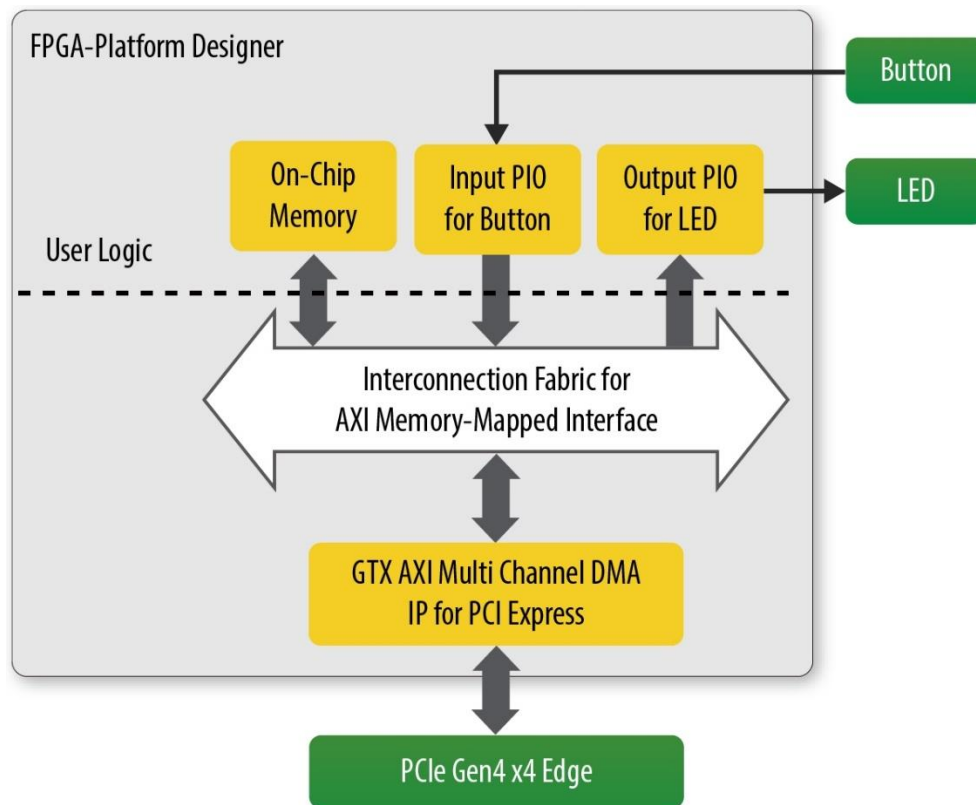 FPGA-Platform Designer
Button
On-Chip
Memory
Input PIO
for Button
Output PIO
for LED
LED
User Logic
Interconnection Fabric for
AXI Memory-Mapped Interface
GTX AXI Multi Channel DMA
IP for PCI Express
PCIe Gen4 x4 Edge